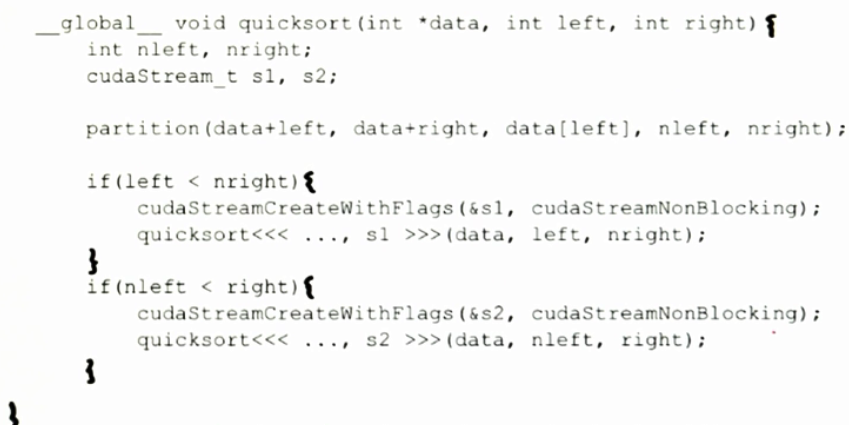 __global__ void quicksort(int *data, int left, int right){
int nleft, nright;
cudaStream_t s1, s2;
partition(data+left, data+right, data[left], nleft, nright);
if(left < nright){
cudaStreamCreateWithFlags(&s1, cudaStreamNonBlocking);
quicksort<<< ..., s1 >>>(data, left, nright);
}
if(nleft < right){
cudaStreamCreateWithFlags(&s2, cudaStreamNonBlocking);
quicksort<<< ..., s2 >>>(data, nleft, right);
}
}